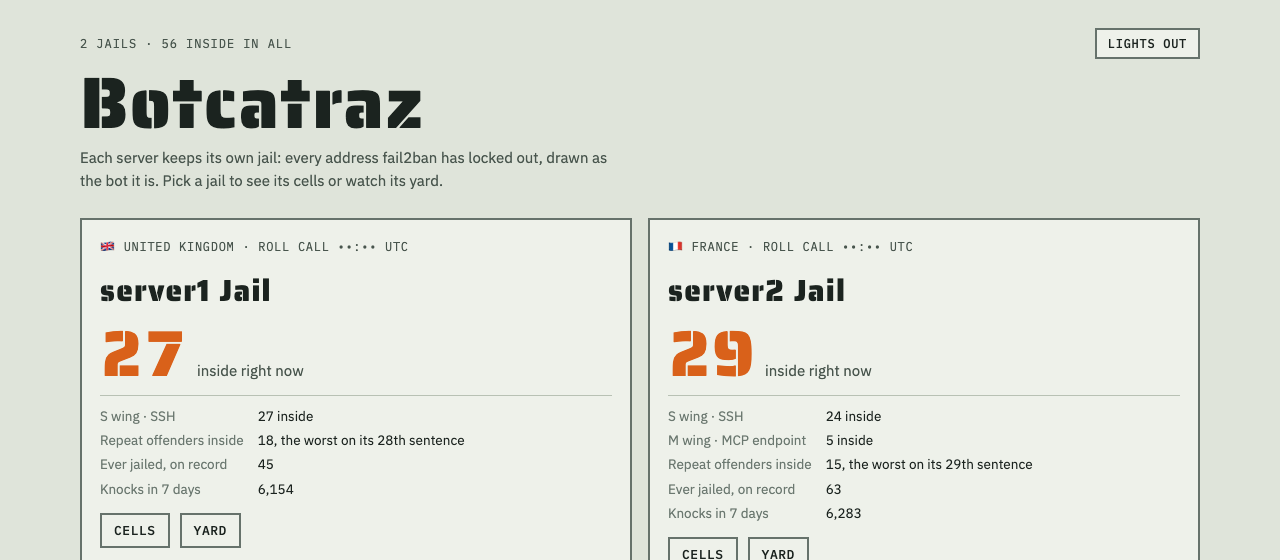 2 JAILS · 56 INSIDE IN ALL
LIGHTS OUT
Botcatraz
Each server keeps its own jail: every address fail2ban has locked out, drawn as
the bot it is. Pick a jail to see its cells or watch its yard.
🇬🇧 UNITED KINGDOM · ROLL CALL ••:•• UTC
server1 Jail
27 inside right now
S wing · SSH 27 inside
Repeat offenders inside 18, the worst on its 28th sentence
Ever jailed, on record 45
Knocks in 7 days 6,154
CELLS YARD
🇫🇷 FRANCE · ROLL CALL ••:•• UTC
server2 Jail
29 inside right now
S wing · SSH 24 inside
M wing · MCP endpoint 5 inside
Repeat offenders inside 15, the worst on its 29th sentence
Ever jailed, on record 63
Knocks in 7 days 6,283
CELLS YARD